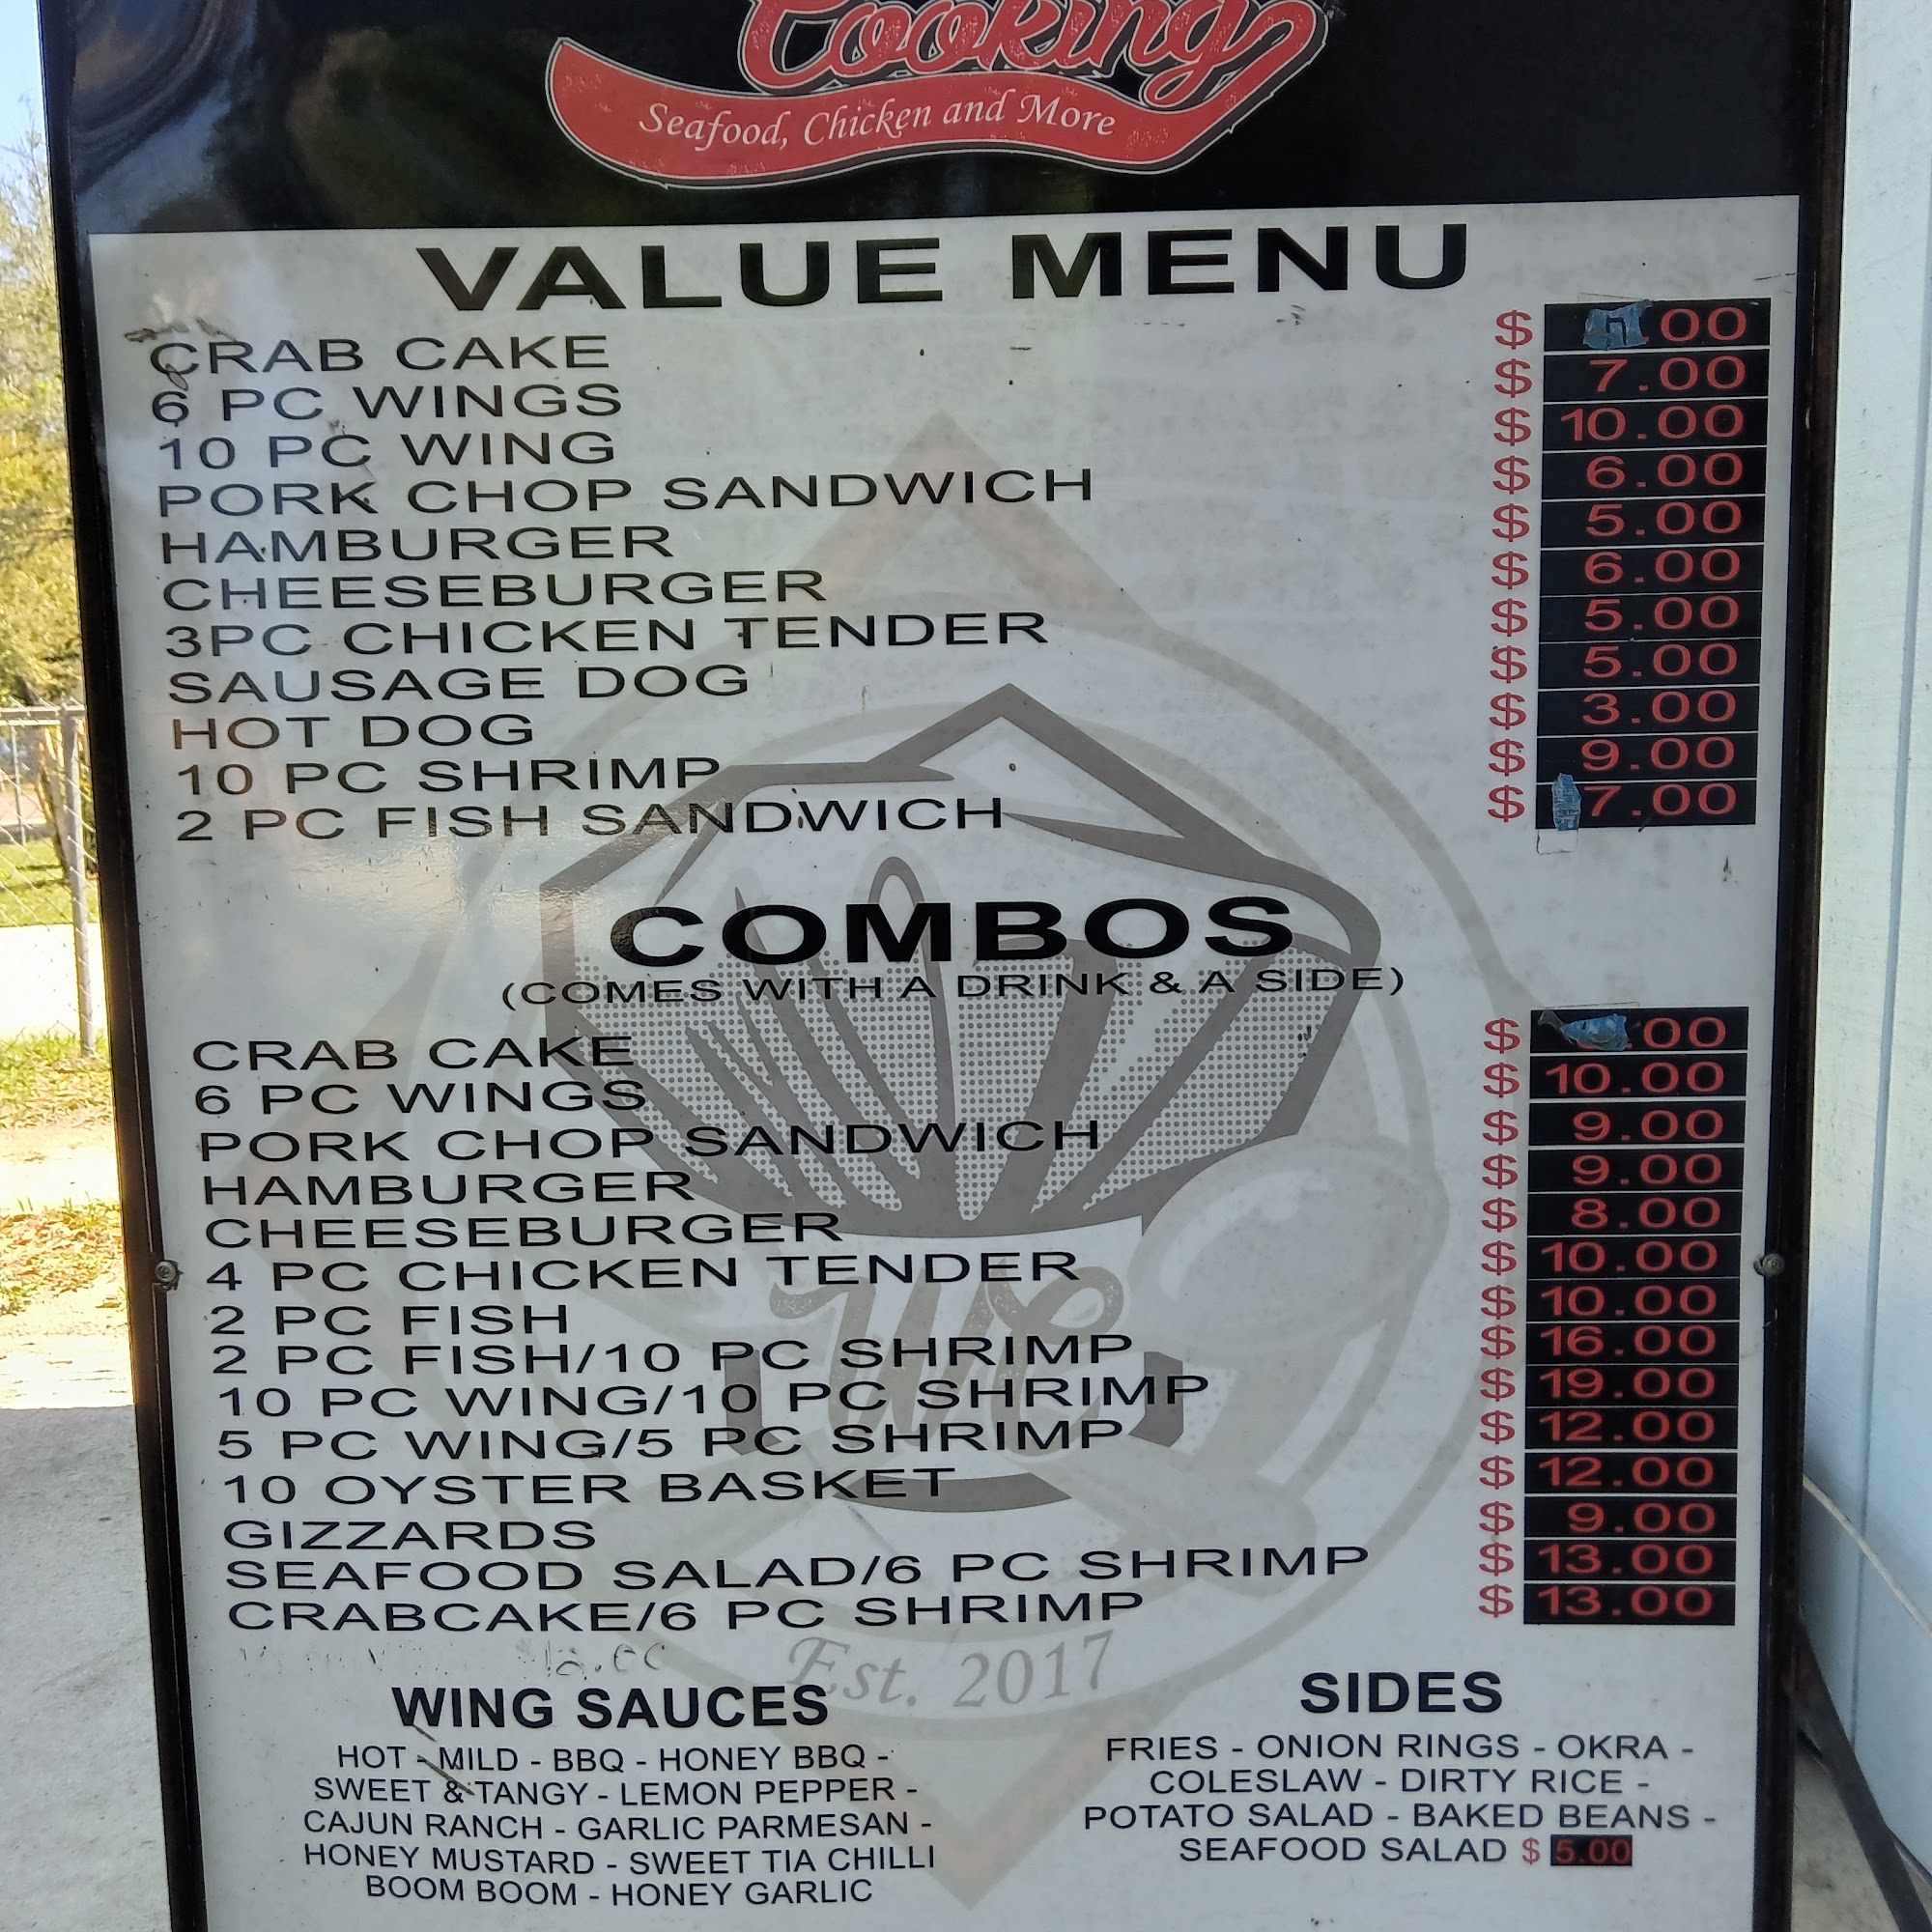 Cooking
Seafood, Chicken and More
VALUE MENU
CRAB CAKE $ .00
6 PC WINGS $ 7.00
10 PC WING $ 10.00
PORK CHOP SANDWICH $ 6.00
HAMBURGER $ 5.00
CHEESEBURGER $ 6.00
3PC CHICKEN TENDER $ 5.00
SAUSAGE DOG $ 5.00
HOT DOG $ 3.00
10 PC SHRIMP $ 9.00
2 PC FISH SANDWICH $ 7.00
COMBOS
(COMES WITH A DRINK & A SIDE)
CRAB CAKE $ .00
6 PC WINGS $ 10.00
PORK CHOP SANDWICH $ 9.00
HAMBURGER $ 9.00
CHEESEBURGER $ 8.00
4 PC CHICKEN TENDER $ 10.00
2 PC FISH $ 10.00
2 PC FISH/10 PC SHRIMP $ 16.00
10 PC WING/10 PC SHRIMP $ 19.00
5 PC WING/5 PC SHRIMP $ 12.00
10 OYSTER BASKET $ 12.00
GIZZARDS $ 9.00
SEAFOOD SALAD/6 PC SHRIMP $ 13.00
CRABCAKE/6 PC SHRIMP $ 13.00
Est. 2017
WING SAUCES
HOT - MILD - BBQ - HONEY BBQ -
SWEET & TANGY - LEMON PEPPER -
CAJUN RANCH - GARLIC PARMESAN -
HONEY MUSTARD - SWEET TIA CHILLI
BOOM BOOM - HONEY GARLIC
SIDES
FRIES - ONION RINGS - OKRA -
COLESLAW - DIRTY RICE -
POTATO SALAD - BAKED BEANS -
SEAFOOD SALAD $ 5.00